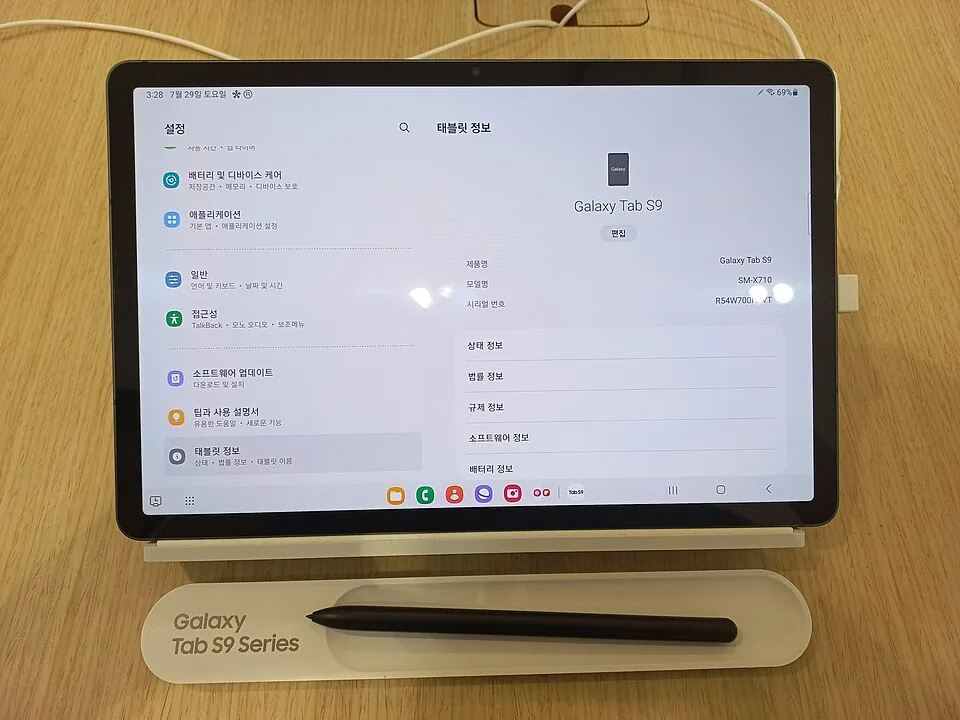 3:28 7월 29일 토요일
69%
설정
배터리 및 디바이스 케어
저장공간 • 메모리 • 디바이스 보호
애플리케이션
기본 앱 • 애플리케이션 설정
일반
언어 및 키보드 • 날짜 및 시간
접근성
TalkBack • 모노 오디오 • 보조메뉴
소프트웨어 업데이트
다운로드 및 설치
팁과 사용 설명서
유용한 도움말 • 새로운 기능
태블릿 정보
상태 • 법률 정보 • 태블릿 이름
태블릿 정보
Galaxy
Galaxy Tab S9
편집
제품명 Galaxy Tab S9
모델명 SM-X710
시리얼 번호
상태 정보
법률 정보
규제 정보
소프트웨어 정보
배터리 정보
Tab S9
Galaxy
Tab S9 Series